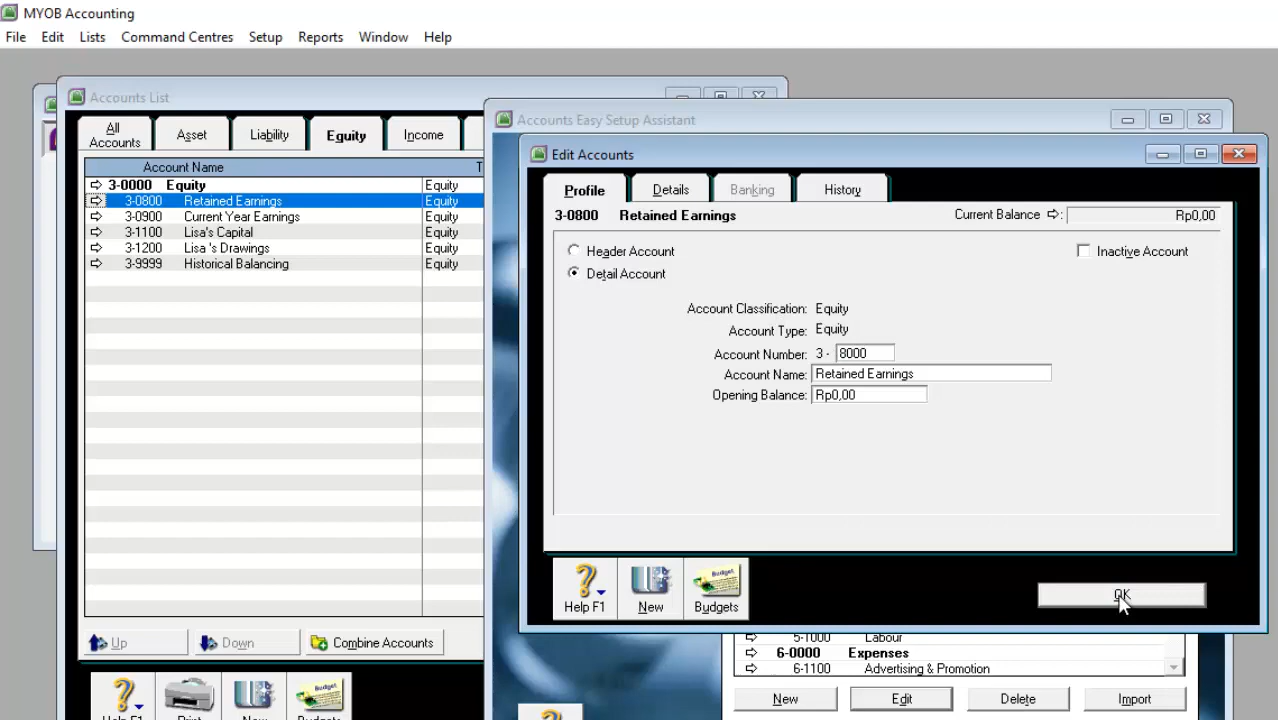 MYOB Accounting
File Edit Lists Command Centres Setup Reports Window Help
Accounts List
All Accounts Asset Liability Equity Income
Account Name
3-0000 Equity Equity
3-0800 Retained Earnings Equity
3-0900 Current Year Earnings Equity
3-1100 Lisa's Capital Equity
3-1200 Lisa 's Drawings Equity
3-9999 Historical Balancing Equity
Up Down Combine Accounts
Budgets
Accounts Easy Setup Assistant
Edit Accounts
Profile Details Banking History
3-0800 Retained Earnings Current Balance : Rp0,00
Header Account Inactive Account
Detail Account
Account Classification: Equity
Account Type: Equity
Account Number: 3 - 8000
Account Name: Retained Earnings
Opening Balance: Rp0,00
Budget
Help F1 New Budgets OK
5-1000 Labour
6-0000 Expenses
6-1100 Advertising & Promotion
New Edit Delete Import